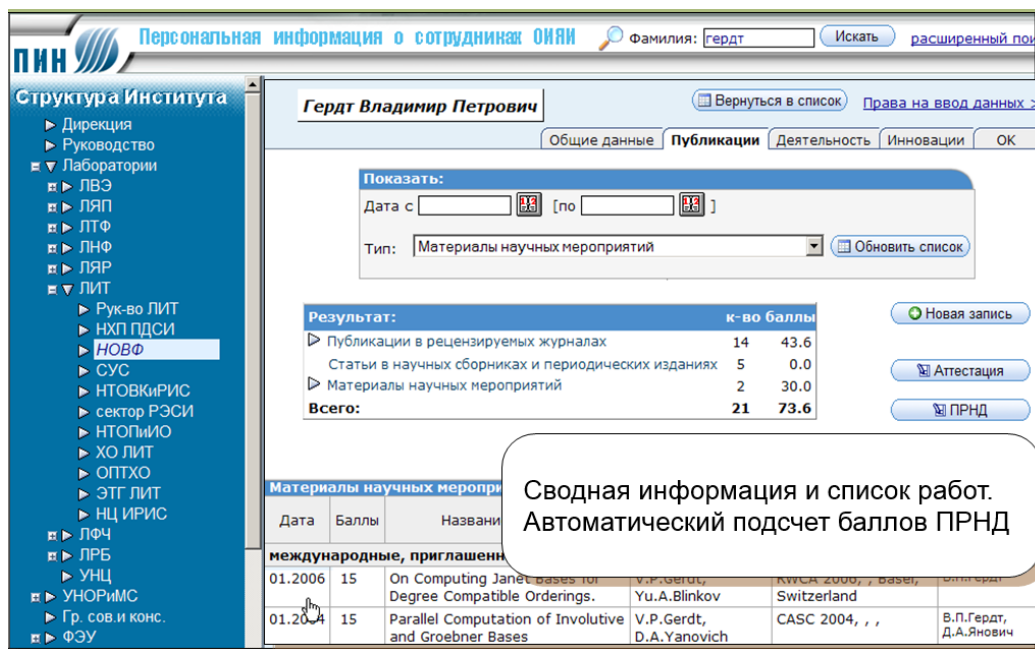 ПИН
Персональная информация о сотрудниках ОИЯИ
Фамилия: гердт
Искать
расширенный
Структура Института
Дирекция
Руководство
Лаборатории
ЛВЭ
ЛЯП
ЛТФ
ЛНФ
ЛЯР
ЛИТ
Рук-во ЛИТ
НХП ПДСИ
НОВФ
СУС
НТОВКиРИС
сектор РЭСИ
НТОПиИО
ХО ЛИТ
ОПТХО
ЭТГ ЛИТ
НЦ ИРИС
ЛФЧ
ЛРБ
УНЦ
УНОРиМС
Гр. сов.и конс.
ФЭУ
Гердт Владимир Петрович
Вернуться в список
Права на ввод данных >
Общие данные Публикации Деятельность Инновации ОК
Показать:
Дата с [по ]
Тип: Материалы научных мероприятий
Обновить список
Результат: к-во баллы
Публикации в рецензируемых журналах 14 43.6
Статьи в научных сборниках и периодических изданиях 5 0.0
Материалы научных мероприятий 2 30.0
Всего: 21 73.6
Новая запись
Аттестация
ПРНД
Сводная информация и список работ.
Автоматический подсчет баллов ПРНД
Материалы научных
Дата Баллы
международные,
01.2006 15 On Computing Janet Bases for V.P.Gerdt, RWCA 2006, , Basel, В.П.Гердт
Degree Compatible Orderings. Yu.A.Blinkov Switzerland
01.2004 15 Parallel Computation of Involutive V.P.Gerdt, CASC 2004, , , В.П.Гердт,
and Groebner Bases D.A.Yanovich Д.А.Янович